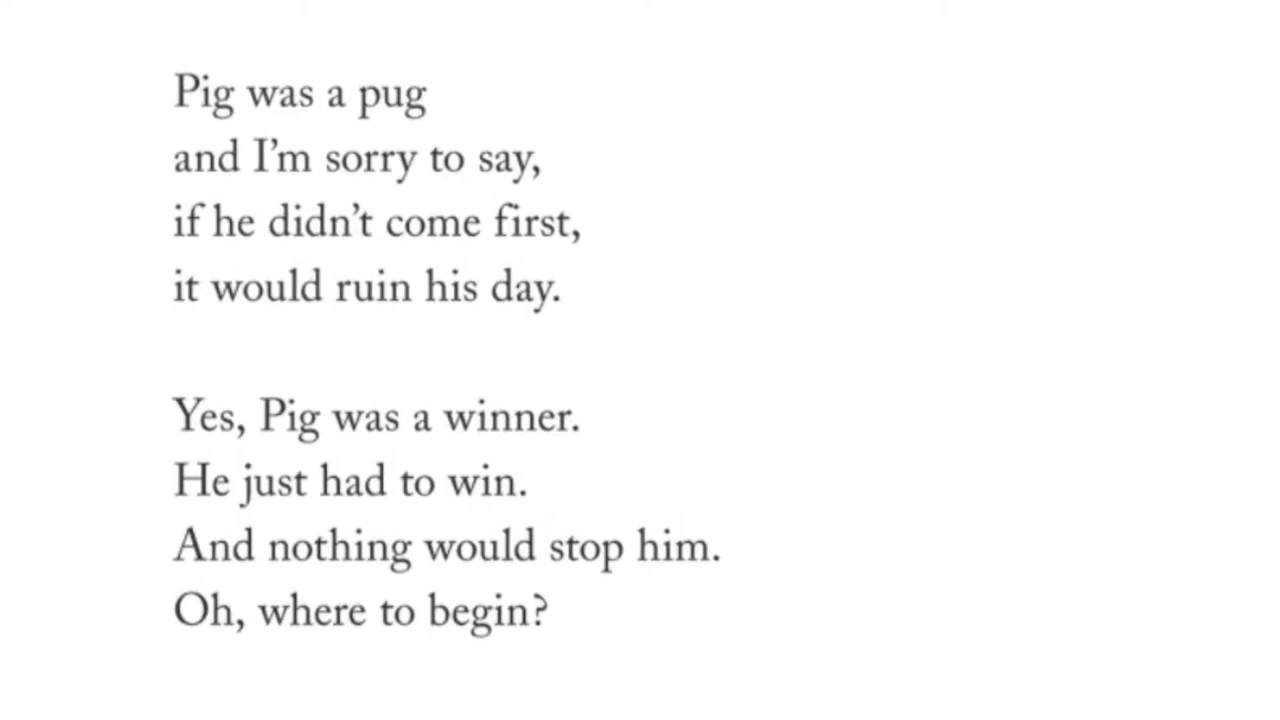 Pig was a pug
and I’m sorry to say,
if he didn’t come first,
it would ruin his day.
Yes, Pig was a winner.
He just had to win.
And nothing would stop him.
Oh, where to begin?